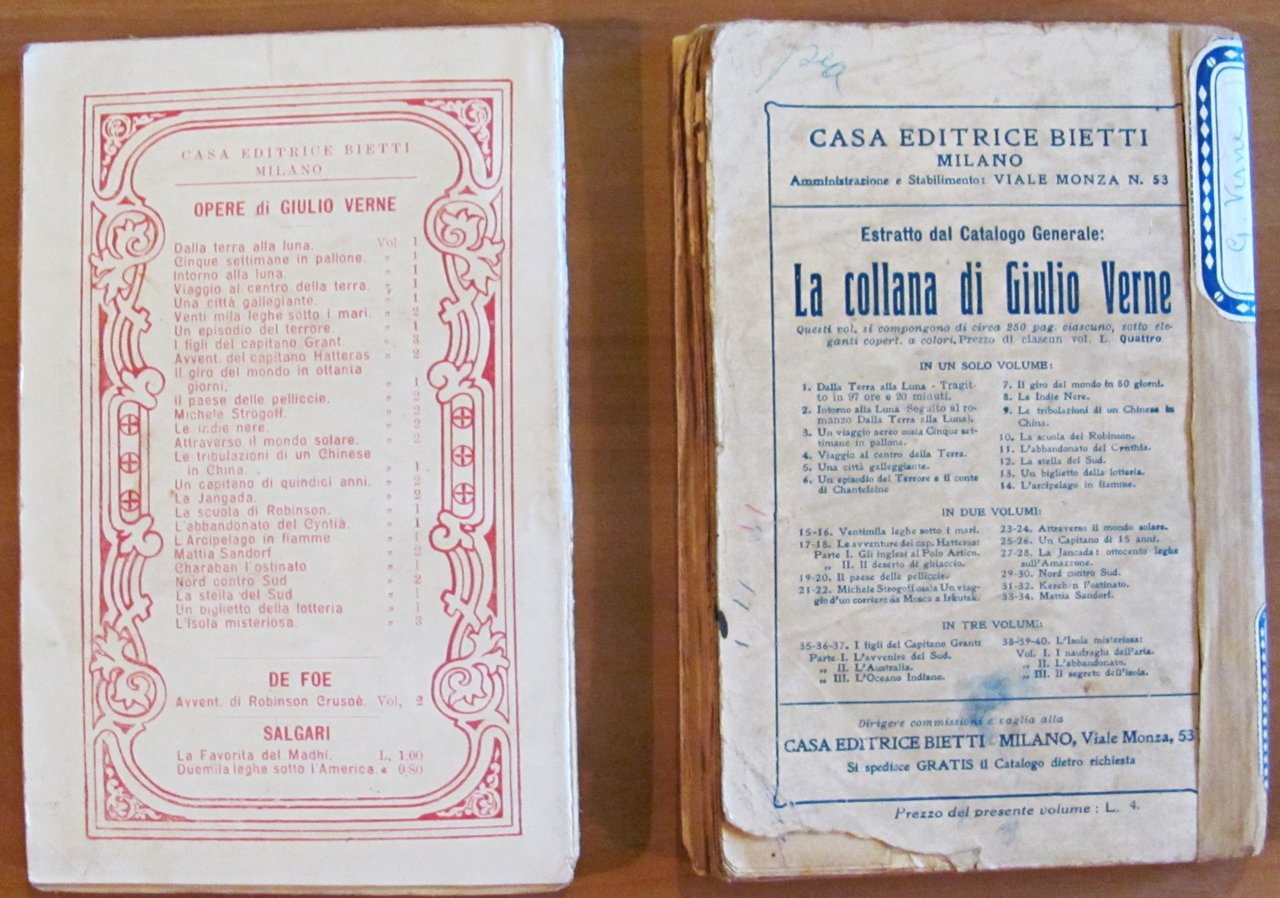 CASA EDITRICE BIETTI
MILANO
OPERE di GIULIO VERNE
Dalla terra alla luna. Vol 1
Cinque settimane in pallone. " 1
Intorno alla luna. " 1
Viaggio al centro della terra. " 1
Una città gallegiante. " 1
Venti mila leghe sotto i mari. " 2
Un episodio del terrore. " 1
I figli del capitano Grant. " 3
Avvent. del capitano Hatteras " 2
Il giro del mondo in ottanta
giorni. " 1
Il paese delle pelliccie. " 2
Michele Strogoff. " 2
Le indie nere. " 2
Attraverso il mondo solare. " 2
Le tribulazioni di un Chinese
in China. " 1
Un capitano di quindici anni. " 2
La Jangada. " 2
La scuola di Robinson. " 1
L'abbandonato del Cyntià. " 1
L'Arcipelago in fiamme " 1
Mattia Sandorf " 2
Charaban l'ostinato " 1
Nord contro Sud " 2
La stella del Sud " 1
Un biglietto della lotteria " 1
L'Isola misteriosa. " 3
DE FOE
Avvent. di Robinson Crusoè. Vol, 2
SALGARI
La Favorita del Madhi. L, 1,00
Duemila leghe sotto l'America. « 0,80
CASA EDITRICE BIETTI
MILANO
Amministrazione e Stabilimento: VIALE MONZA N. 53
Estratto dal Catalogo Generale:
La collana di Giulio Verne
Questi vol. si compongono di circa 250 pag. ciascuno, sotto ele-
ganti copert. a colori. Prezzo di ciascun vol. L. Quattro.
IN UN SOLO VOLUME:
1. Dalla Terra alla Luna - Tragit-
to in 97 ore e 20 minuti.
2. Intorno alla Luna (Seguito al ro-
manzo Dalla Terra alla Luna).
3. Un viaggio aereo ossia Cinque set-
timane in pallone.
4. Viaggio al centro della Terra.
5. Una città galleggiante.
6. Un episodio del Terrore e il conte
di Chanteleine
7. Il giro del mondo in 80 giorni.
8. Le Indie Nere.
9. Le tribulazioni di un Chinese in
China.
10. La scuola dei Robinson.
11. L'abbandonato del Cynthia.
12. La stella del Sud.
13. Un biglietto della lotteria.
14. L'arcipelago in fiamme.
IN DUE VOLUMI:
15-16. Ventimila leghe sotto i mari.
17-18. Le avventure del cap. Hatteras:
Parte I. Gli inglesi al Polo Artico.
„ II. Il deserto di ghiaccio.
19-20. Il paese delle pelliccie.
21-22. Michele Strogoff ossia Un viag-
gio d'un corriere da Mosca a Irkutsk.
23-24. Attraverso il mondo solare.
25-26. Un Capitano di 15 anni.
27-28. La Jancada: ottocento leghe
sull'Amazzone.
29-30. Nord contro Sud.
31-32. Keraban l'ostinato.
33-34. Mattia Sandorf.
IN TRE VOLUMI:
35-36-37. I figli del Capitano Grant:
Parte I. L'avvenire del Sud.
„ II. L'Australia.
„ III. L'Oceano Indiano.
38-39-40. L'Isola misteriosa:
Vol. I. I naufraghi dell'aria.
„ II. L'abbandonato.
„ III. Il segreto dell'isola.
Dirigere commissioni e vaglia alla
CASA EDITRICE BIETTI MILANO, Viale Monza, 53
Si spedisce GRATIS il Catalogo dietro richiesta
Prezzo del presente volume : L. 4.
G. Verne